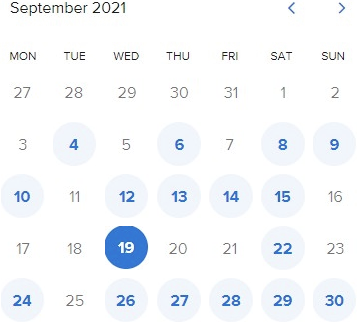 September 2021
MON TUE WED THU FRI SAT SUN
27 28 29 30 31 1 2
3 4 5 6 7 8 9
10 11 12 13 14 15 16
17 18 19 20 21 22 23
24 25 26 27 28 29 30